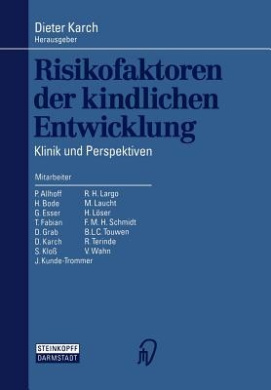 Dieter Karch
Herausgeber
Risikofaktoren
der kindlichen
Entwicklung
Klinik und Perspektiven
Mitarbeiter
P. Allhoff
H. Bode
G. Esser
T. Fabian
D. Grab
D. Karch
S. Kloß
J. Kunde-Trommer
R. H. Largo
M. Laucht
H. Löser
F. M. H. Schmidt
B.L.C. Touwen
R. Terinde
V. Wahn
STEINKOPFF
DARMSTADT